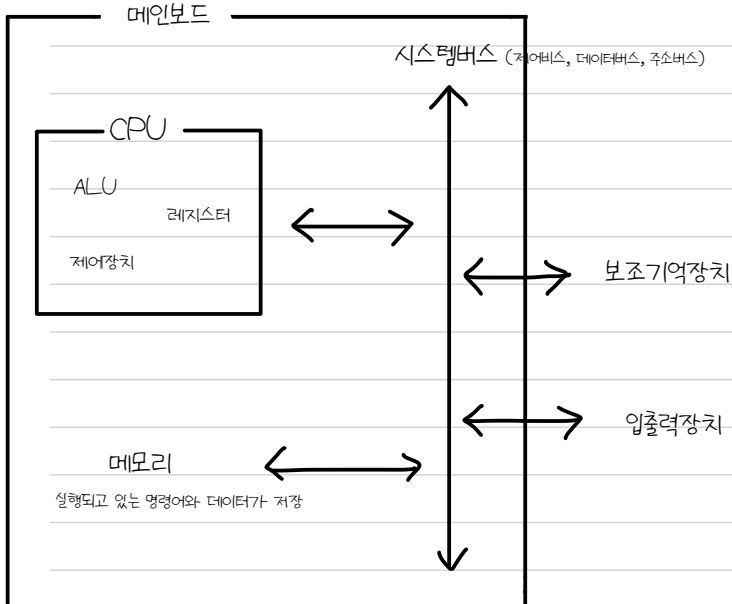 메인보드
시스템버스 (제어버스, 데이터버스, 주소버스)
CPU
ALU
레지스터
제어장치
보조기억장치
입출력장치
메모리
실행되고 있는 명령어와 데이터가 저장